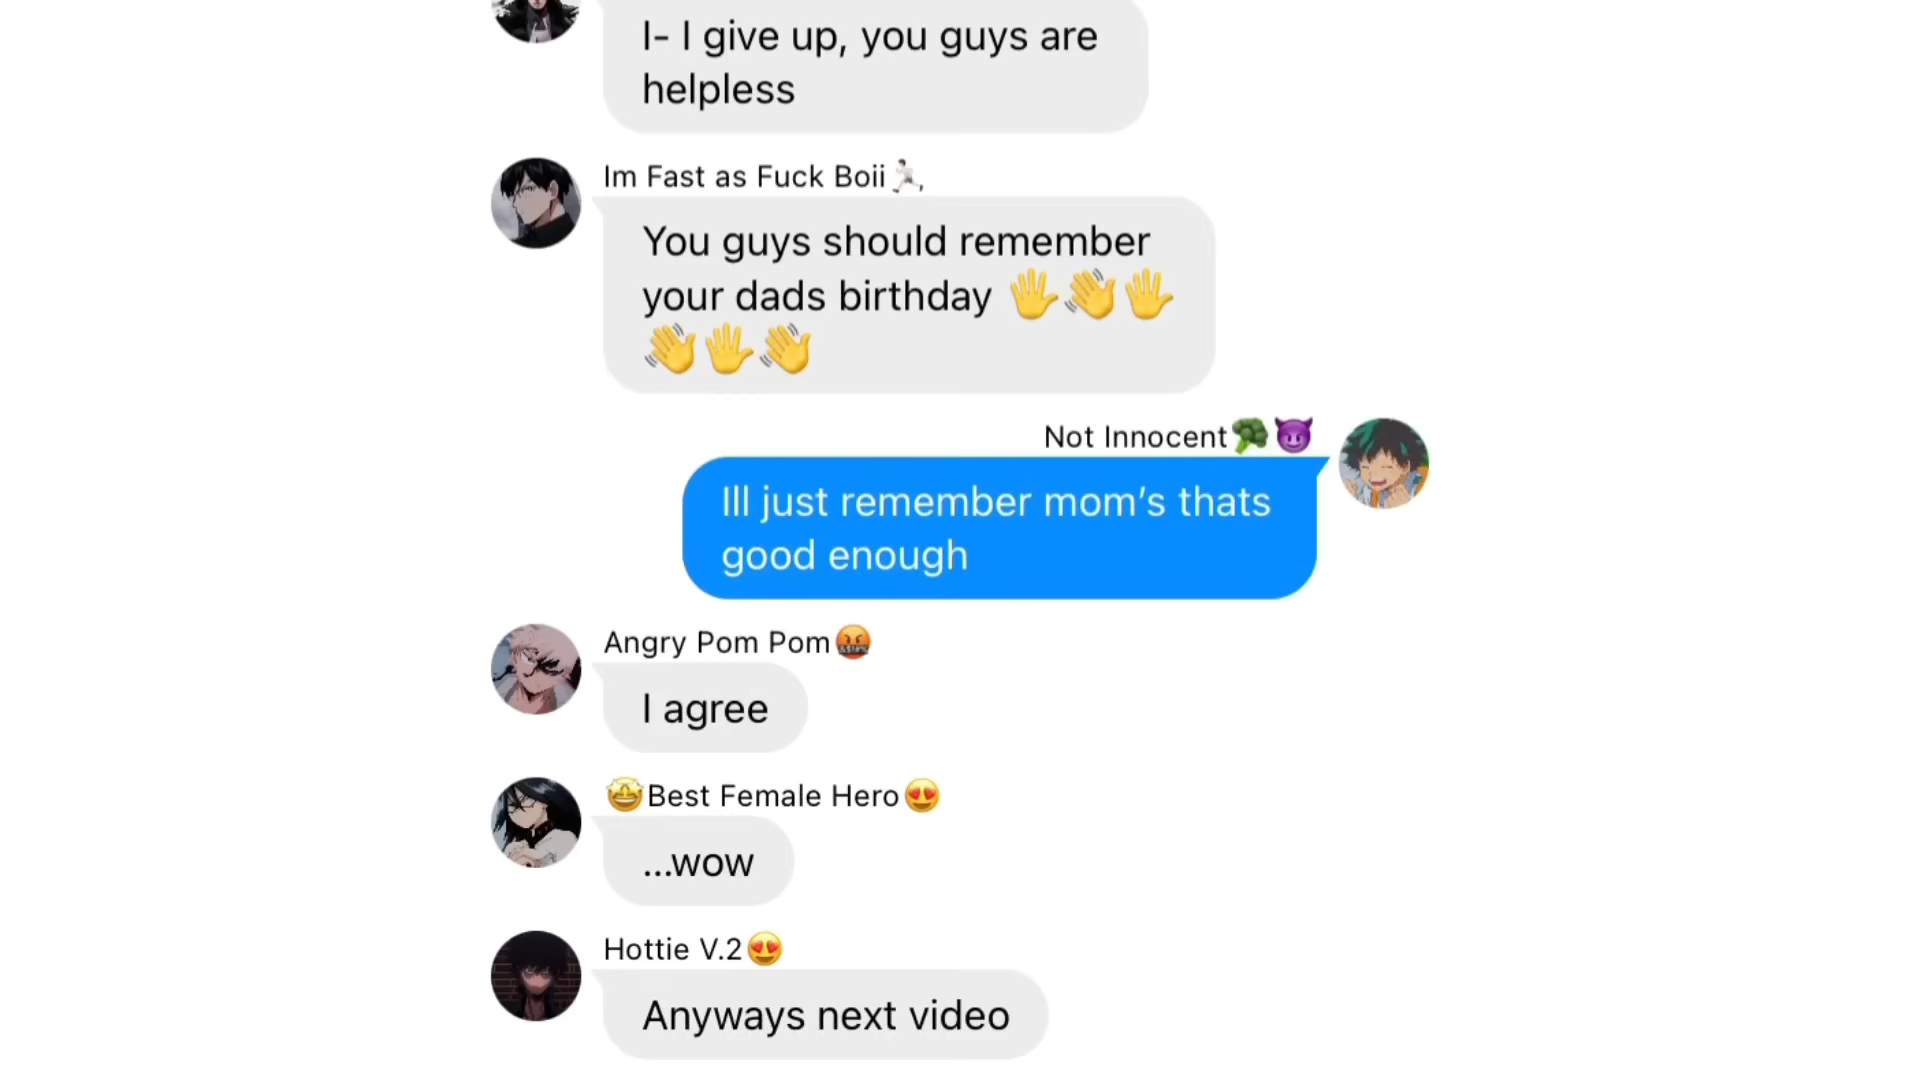 I- I give up, you guys are
helpless
Im Fast as Fuck Boii🏃🏻
You guys should remember
your dads birthday 🖐👋🖐
👋🖐👋
Not Innocent🥦😈
Ill just remember mom’s thats
good enough
Angry Pom Pom🤬
I agree
🤩Best Female Hero😍
...wow
Hottie V.2😍
Anyways next video